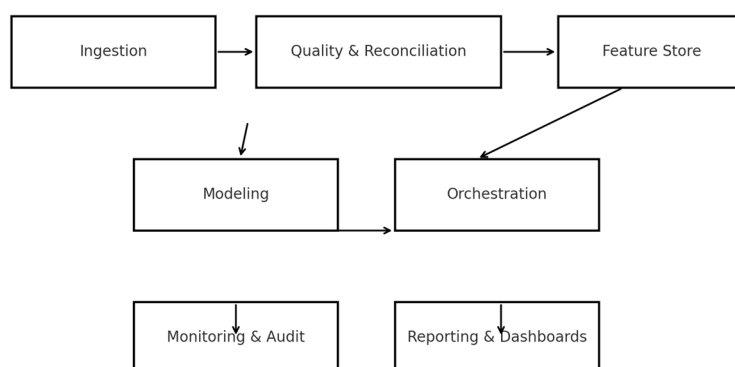 Ingestion
Quality & Reconciliation
Feature Store
Modeling
Orchestration
Monitoring & Audit
Reporting & Dashboards